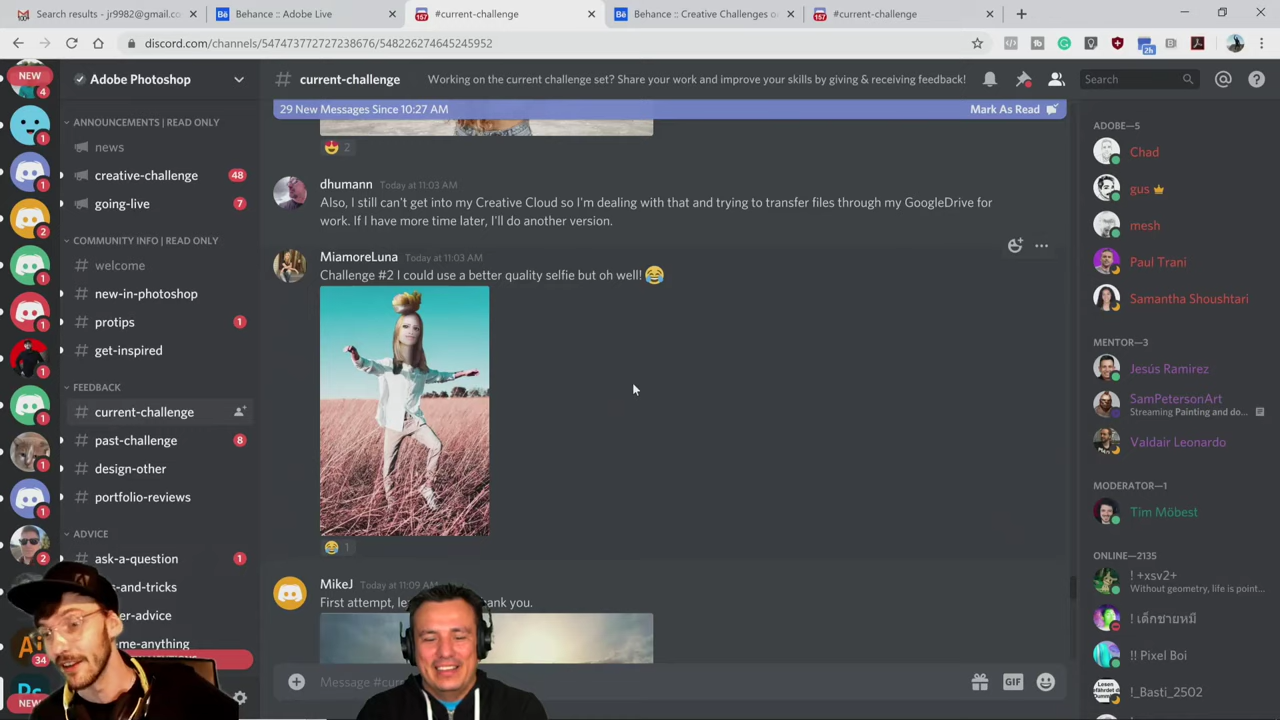 Search results - jr9982@gmail.co
Behance :: Adobe Live
#current-challenge
Behance :: Creative Challenges o
#current-challenge
discord.com/channels/547473772727238676/548226274645245952
NEW
Adobe Photoshop
# current-challenge
Working on the current challenge set? Share your work and improve your skills by giving & receiving feedback!
Search
29 New Messages Since 10:27 AM
Mark As Read
ANNOUNCEMENTS | READ ONLY
news
creative-challenge 48
going-live 7
COMMUNITY INFO | READ ONLY
welcome
new-in-photoshop
protips 1
get-inspired
FEEDBACK
current-challenge
past-challenge 8
design-other
portfolio-reviews
ADVICE
ask-a-question 1
s-and-tricks
er-advice
me-anything
MENTIONS
34
NEW
2
dhumann Today at 11:03 AM
Also, I still can't get into my Creative Cloud so I'm dealing with that and trying to transfer files through my GoogleDrive for
work. If I have more time later, I'll do another version.
MiamoreLuna Today at 11:03 AM
Challenge #2 I could use a better quality selfie but oh well! 😂
1
MikeJ Today at 11:09 AM
First attempt, le ank you.
Message #curr
GIF
ADOBE—5
Chad
gus
mesh
Paul Trani
Samantha Shoushtari
MENTOR—3
Jesús Ramirez
SamPetersonArt
Streaming Painting and do...
Valdair Leonardo
MODERATOR—1
Tim Möbest
ONLINE—2135
! +xsv2+
Without geometry, life is point...
! เด็กชายหมี
!! Pixel Boi
!_Basti_2502